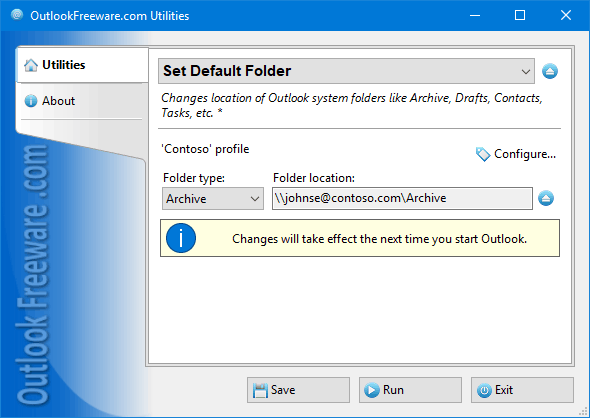 OutlookFreeware.com Utilities
Utilities
About
Set Default Folder
Changes location of Outlook system folders like Archive, Drafts, Contacts,
Tasks, etc. *
'Contoso' profile
Configure...
Folder type:
Folder location:
Archive
\\johnse@contoso.com\Archive
Changes will take effect the next time you start Outlook.
Outlook Freeware .com
Save
Run
Exit